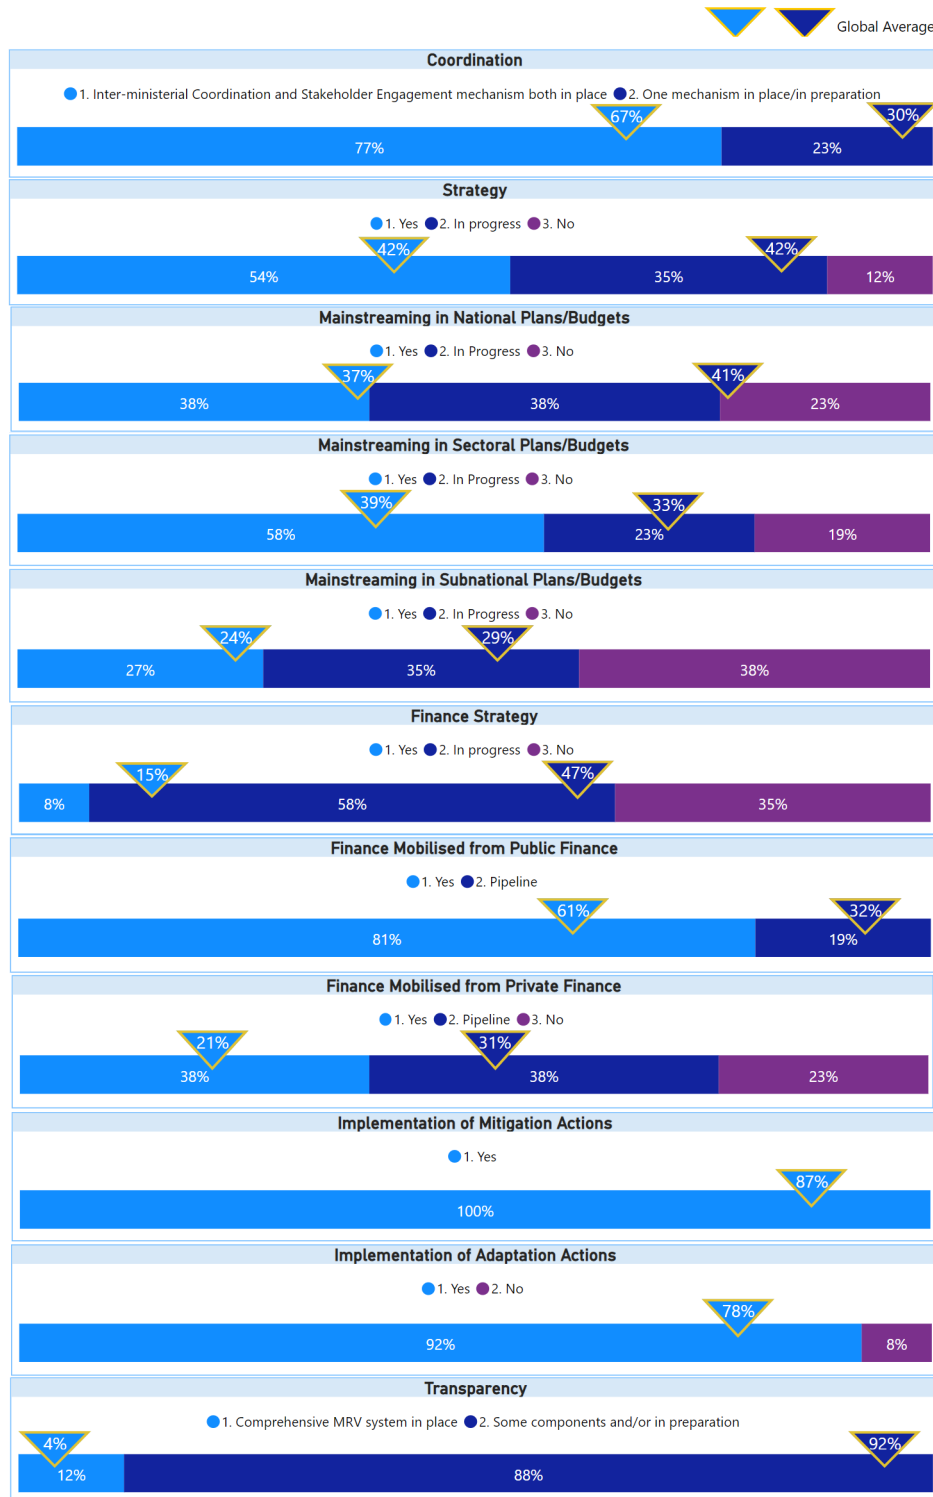 Global Average
Coordination
1. Inter-ministerial Coordination and Stakeholder Engagement mechanism both in place 2. One mechanism in place/in preparation
67% 30%
77% 23%
Strategy
1. Yes 2. In progress 3. No
42% 42%
54% 35% 12%
Mainstreaming in National Plans/Budgets
1. Yes 2. In Progress 3. No
37% 41%
38% 38% 23%
Mainstreaming in Sectoral Plans/Budgets
1. Yes 2. In Progress 3. No
39% 33%
58% 23% 19%
Mainstreaming in Subnational Plans/Budgets
1. Yes 2. In Progress 3. No
24% 29%
27% 35% 38%
Finance Strategy
1. Yes 2. In progress 3. No
15% 47%
8% 58% 35%
Finance Mobilised from Public Finance
1. Yes 2. Pipeline
61% 32%
81% 19%
Finance Mobilised from Private Finance
1. Yes 2. Pipeline 3. No
21% 31%
38% 38% 23%
Implementation of Mitigation Actions
1. Yes
87%
100%
Implementation of Adaptation Actions
1. Yes 2. No
78%
92% 8%
Transparency
1. Comprehensive MRV system in place 2. Some components and/or in preparation
4% 92%
12% 88%